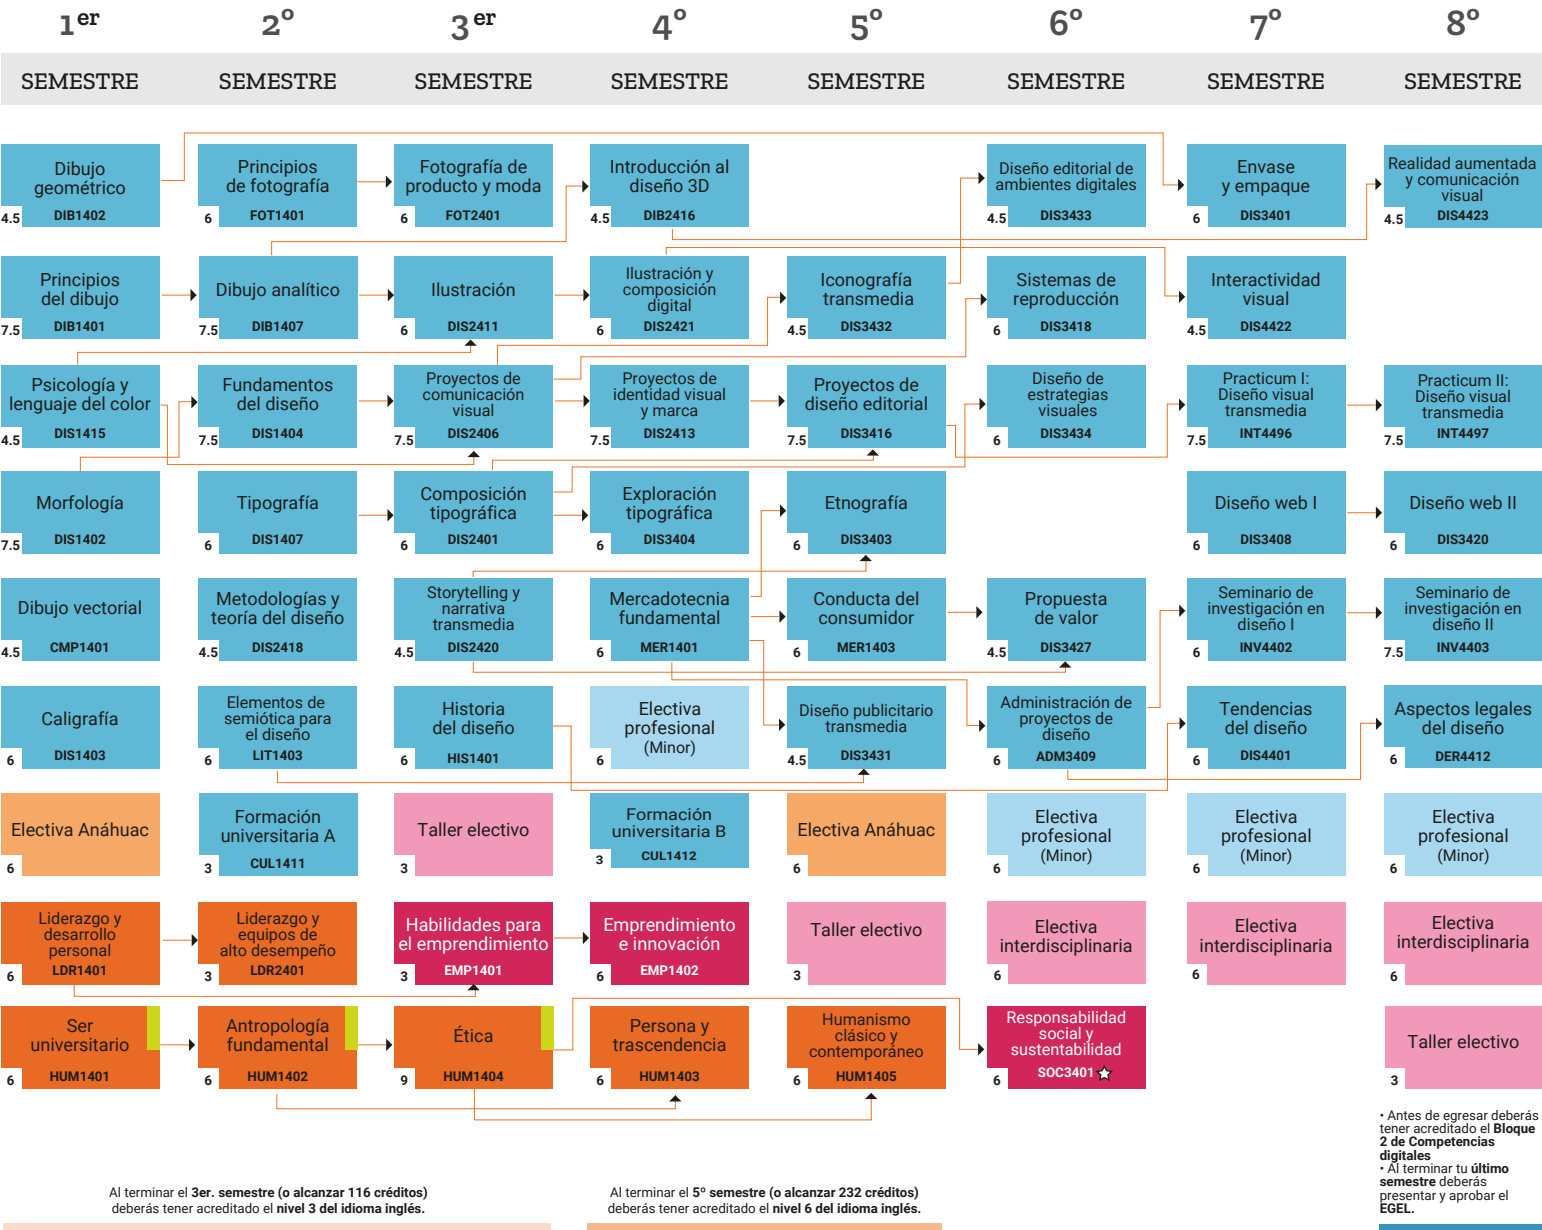 1er 2º 3er 4º 5º 6º 7º 8º
SEMESTRE SEMESTRE SEMESTRE SEMESTRE SEMESTRE SEMESTRE SEMESTRE SEMESTRE
Dibujo
geométrico
4.5 DIB1402
Principios
de fotografía
6 FOT1401
Fotografía de
producto y moda
6 FOT2401
Introducción al
diseño 3D
4.5 DIB2416
Diseño editorial de
ambientes digitales
4.5 DIS3433
Envase
y empaque
6 DIS3401
Realidad aumentada
y comunicación
visual
4.5 DIS4423
Principios
del dibujo
7.5 DIB1401
Dibujo analítico
7.5 DIB1407
Ilustración
6 DIS2411
Ilustración y
composición
digital
6 DIS2421
Iconografía
transmedia
4.5 DIS3432
Sistemas de
reproducción
6 DIS3418
Interactividad
visual
4.5 DIS4422
Psicología y
lenguaje del color
4.5 DIS1415
Fundamentos
del diseño
7.5 DIS1404
Proyectos de
comunicación
visual
7.5 DIS2406
Proyectos de
identidad visual
y marca
7.5 DIS2413
Proyectos de
diseño editorial
7.5 DIS3416
Diseño de
estrategias
visuales
6 DIS3434
Practicum I:
Diseño visual
transmedia
7.5 INT4496
Practicum II:
Diseño visual
transmedia
7.5 INT4497
Morfología
7.5 DIS1402
Tipografía
6 DIS1407
Composición
tipográfica
6 DIS2401
Exploración
tipográfica
6 DIS3404
Etnografía
6 DIS3403
Diseño web I
6 DIS3408
Diseño web II
6 DIS3420
Dibujo vectorial
4.5 CMP1401
Metodologías y
teoría del diseño
4.5 DIS2418
Storytelling y
narrativa
transmedia
4.5 DIS2420
Mercadotecnia
fundamental
6 MER1401
Conducta del
consumidor
6 MER1403
Propuesta
de valor
4.5 DIS3427
Seminario de
investigación en
diseño I
6 INV4402
Seminario de
investigación en
diseño II
7.5 INV4403
Caligrafía
6 DIS1403
Elementos de
semiótica para
el diseño
6 LIT1403
Historia
del diseño
6 HIS1401
Electiva
profesional
(Minor)
6
Diseño publicitario
transmedia
4.5 DIS3431
Administración de
proyectos de
diseño
6 ADM3409
Tendencias
del diseño
6 DIS4401
Aspectos legales
del diseño
6 DER4412
Electiva Anáhuac
6
Formación
universitaria A
3 CUL1411
Taller electivo
3
Formación
universitaria B
3 CUL1412
Electiva Anáhuac
6
Electiva
profesional
(Minor)
6
Electiva
profesional
(Minor)
6
Electiva
profesional
(Minor)
6
Liderazgo y
desarrollo
personal
6 LDR1401
Liderazgo y
equipos de
alto desempeño
3 LDR2401
Habilidades para
el emprendimiento
3 EMP1401
Emprendimiento
e innovación
6 EMP1402
Taller electivo
3
Electiva
interdisciplinaria
6
Electiva
interdisciplinaria
6
Electiva
interdisciplinaria
6
Ser
universitario
6 HUM1401
Antropología
fundamental
6 HUM1402
Ética
9 HUM1404
Persona y
trascendencia
6 HUM1403
Humanismo
clásico y
contemporáneo
6 HUM1405
Responsabilidad
social y
sustentabilidad
6 SOC3401
Taller electivo
3
• Antes de egresar deberás
tener acreditado el Bloque
2 de Competencias
digitales
• Al terminar tu último
semestre deberás
presentar y aprobar el
EGEL.
Al terminar el 3er. semestre (o alcanzar 116 créditos)
deberás tener acreditado el nivel 3 del idioma inglés.
Al terminar el 5º semestre (o alcanzar 232 créditos)
deberás tener acreditado el nivel 6 del idioma inglés.